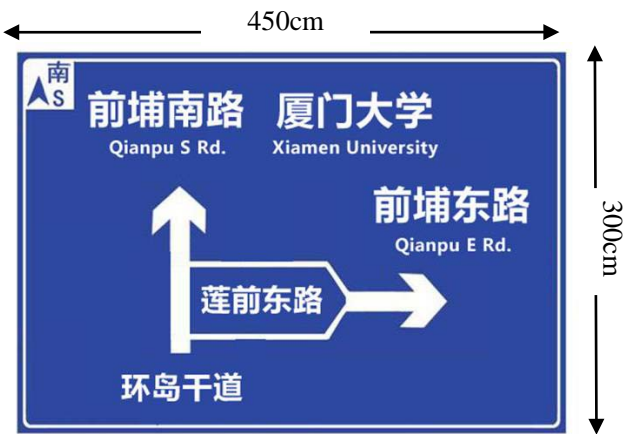 450cm
南
S
前埔南路 厦门大学
Qianpu S Rd. Xiamen University
前埔东路
Qianpu E Rd.
莲前东路
环岛干道
300cm